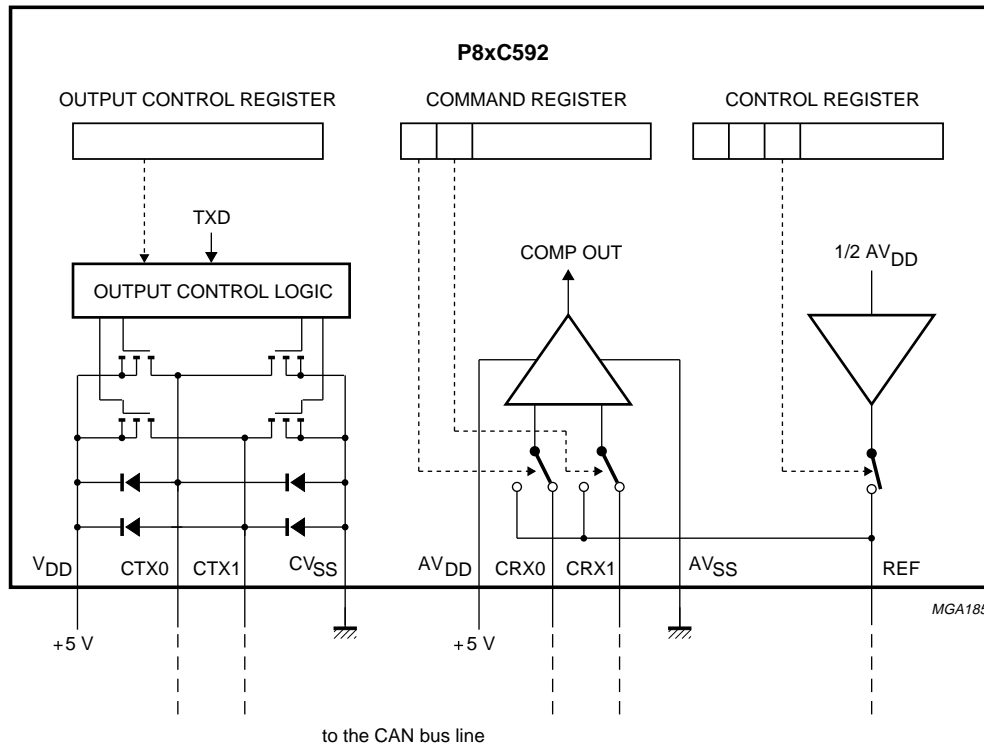 P8xC592
OUTPUT CONTROL REGISTER
COMMAND REGISTER
CONTROL REGISTER
TXD
COMP OUT
1/2 AVDD
OUTPUT CONTROL LOGIC
VDD
CTX0
CTX1
CVSS
AVDD
CRX0
CRX1
AVSS
REF
MGA185
+5 V
+5 V
to the CAN bus line